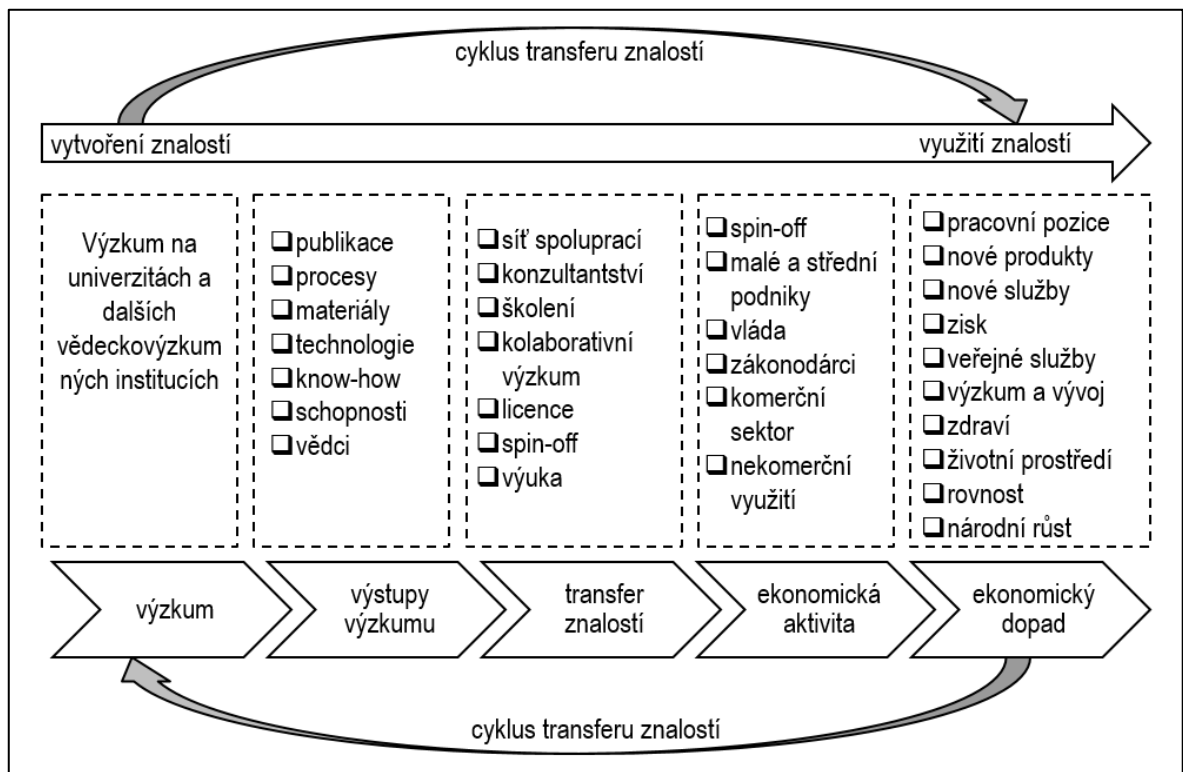 cyklus transferu znalostí
vytvoření znalostí
využití znalostí
Výzkum na
univerzitách a
dalších
vědeckovýzkum
ných institucích
publikace
procesy
materiály
technologie
know-how
schopnosti
vědci
síť spoluprací
konzultantství
školení
kolaborativní
výzkum
licence
spin-off
výuka
spin-off
malé a střední
podniky
vláda
zákonodárci
komerční
sektor
nekomerční
využití
pracovní pozice
nové produkty
nové služby
zisk
veřejné služby
výzkum a vývoj
zdraví
životní prostředí
rovnost
národní růst
výzkum
výstupy
výzkumu
transfer
znalostí
ekonomická
aktivita
ekonomický
dopad
cyklus transferu znalostí